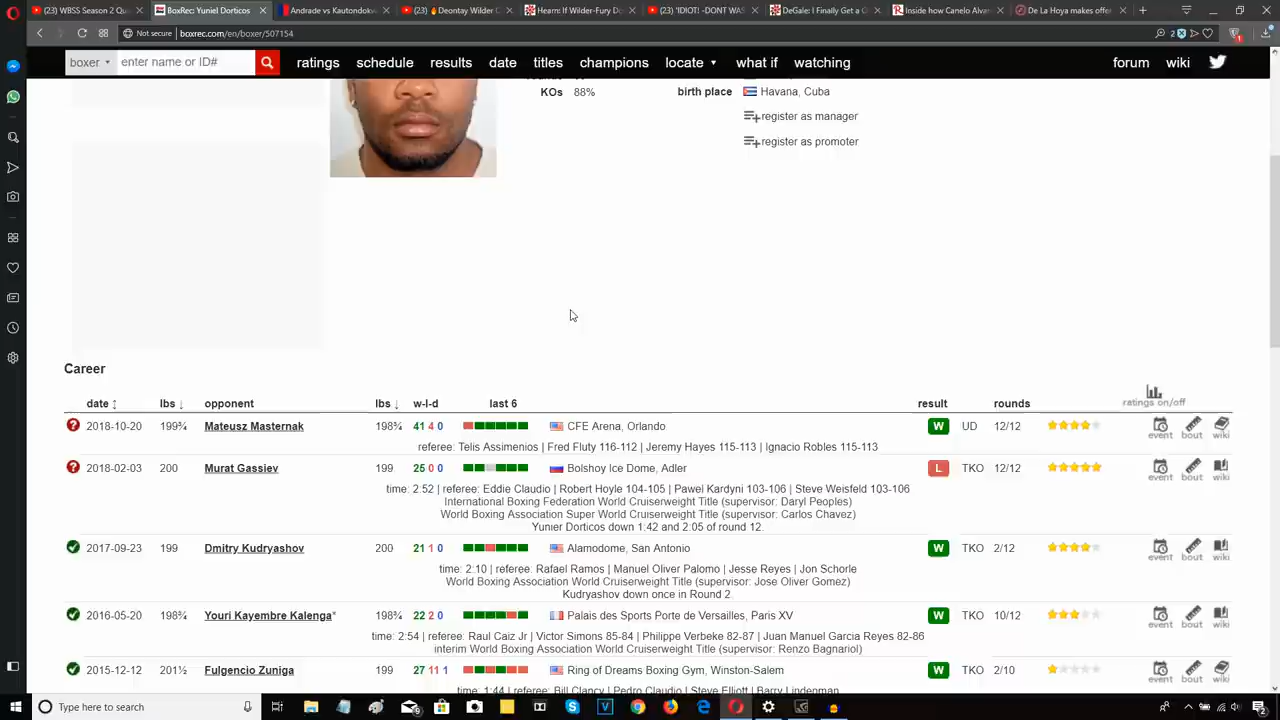 (23) WBSS Season 2 Qu
BoxRec: Yuniel Dorticos
Andrade vs Kautondokwa
(23) Deontay Wilder C
Hearn: If Wilder-Fury Do
(23) 'IDIOT! -DONT WA
DeGale: I Finally Get a C
Inside how Canelo Alvar
De La Hoya makes offer
Not secure boxrec.com/en/boxer/507154
2
boxer enter name or ID# ratings schedule results date titles champions locate what if watching forum wiki
KOs 88% birth place Havana, Cuba
register as manager
register as promoter
Career
ratings on/off
date lbs opponent lbs w-l-d last 6 result rounds
2018-10-20 199¾ Mateusz Masternak 198¾ 41 4 0 CFE Arena, Orlando W UD 12/12 event bout wiki
referee: Telis Assimenios | Fred Fluty 116-112 | Jeremy Hayes 115-113 | Ignacio Robles 115-113
2018-02-03 200 Murat Gassiev 199 25 0 0 Bolshoy Ice Dome, Adler L TKO 12/12 event bout wiki
time: 2:52 | referee: Eddie Claudio | Robert Hoyle 104-105 | Pawel Kardyni 103-106 | Steve Weisfeld 103-106
International Boxing Federation World Cruiserweight Title (supervisor: Daryl Peoples)
World Boxing Association Super World Cruiserweight Title (supervisor: Carlos Chavez)
Yunier Dorticos down 1:42 and 2:05 of round 12.
2017-09-23 199 Dmitry Kudryashov 200 21 1 0 Alamodome, San Antonio W TKO 2/12 event bout wiki
time: 2:10 | referee: Rafael Ramos | Manuel Oliver Palomo | Jesse Reyes | Jon Schorle
World Boxing Association World Cruiserweight Title (supervisor: Jose Oliver Gomez)
Kudryashov down once in Round 2
2016-05-20 198¾ Youri Kayembre Kalenga* 198¾ 22 2 0 Palais des Sports Porte de Versailles, Paris XV W TKO 10/12 event bout wiki
time: 2:54 | referee: Raul Caiz Jr | Victor Simons 85-84 | Philippe Verbeke 82-87 | Juan Manuel Garcia Reyes 82-86
interim World Boxing Association World Cruiserweight Title (supervisor: Renzo Bagnariol)
2015-12-12 201½ Fulgencio Zuniga 199 27 11 1 Ring of Dreams Boxing Gym, Winston-Salem W TKO 2/10 event bout wiki
time: 1:44 | referee: Bill Clancy | Pedro Claudio | Steve Elliott | Barry Lindeman
Type here to search